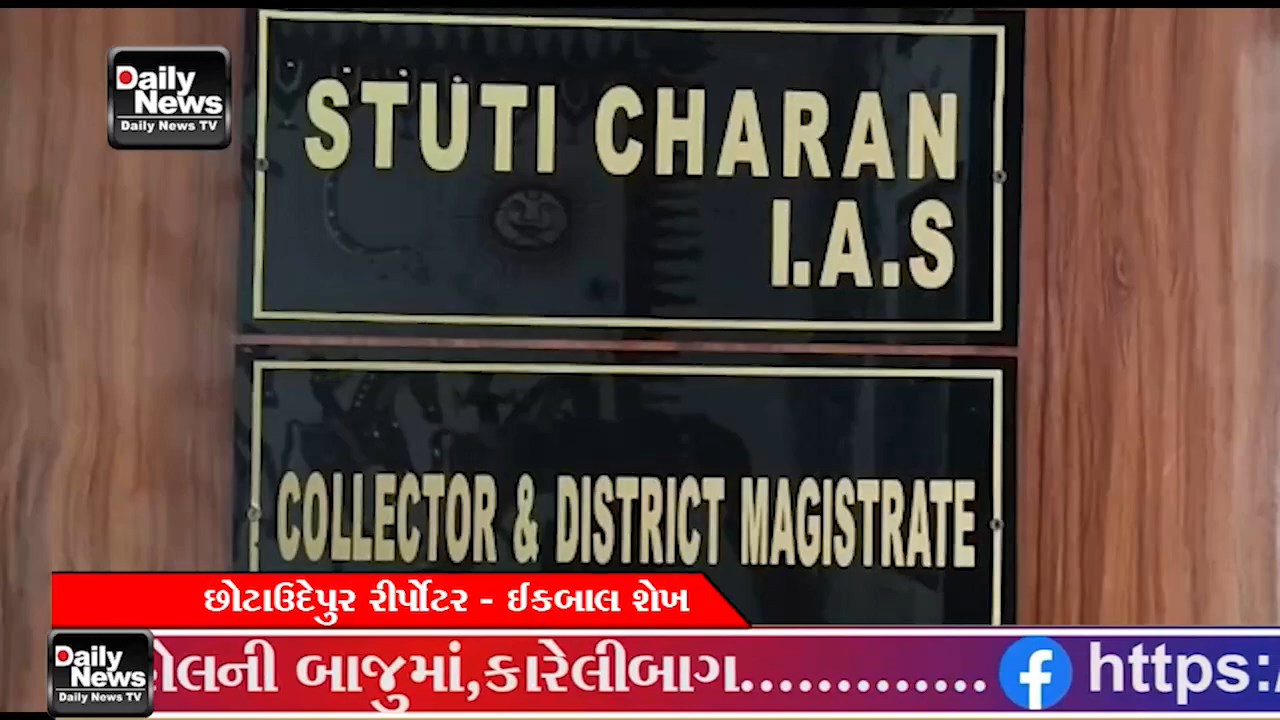 Daily
News
Daily News TV
STUTI CHARAN
I.A.S
COLLECTOR & DISTRICT MAGISTRATE
છોટાઉદેપુર રીર્પોટર - ઈકબાલ શેખ
Daily
News
Daily News TV
બાજુમાં,કારેલીબાગ.............
https:/